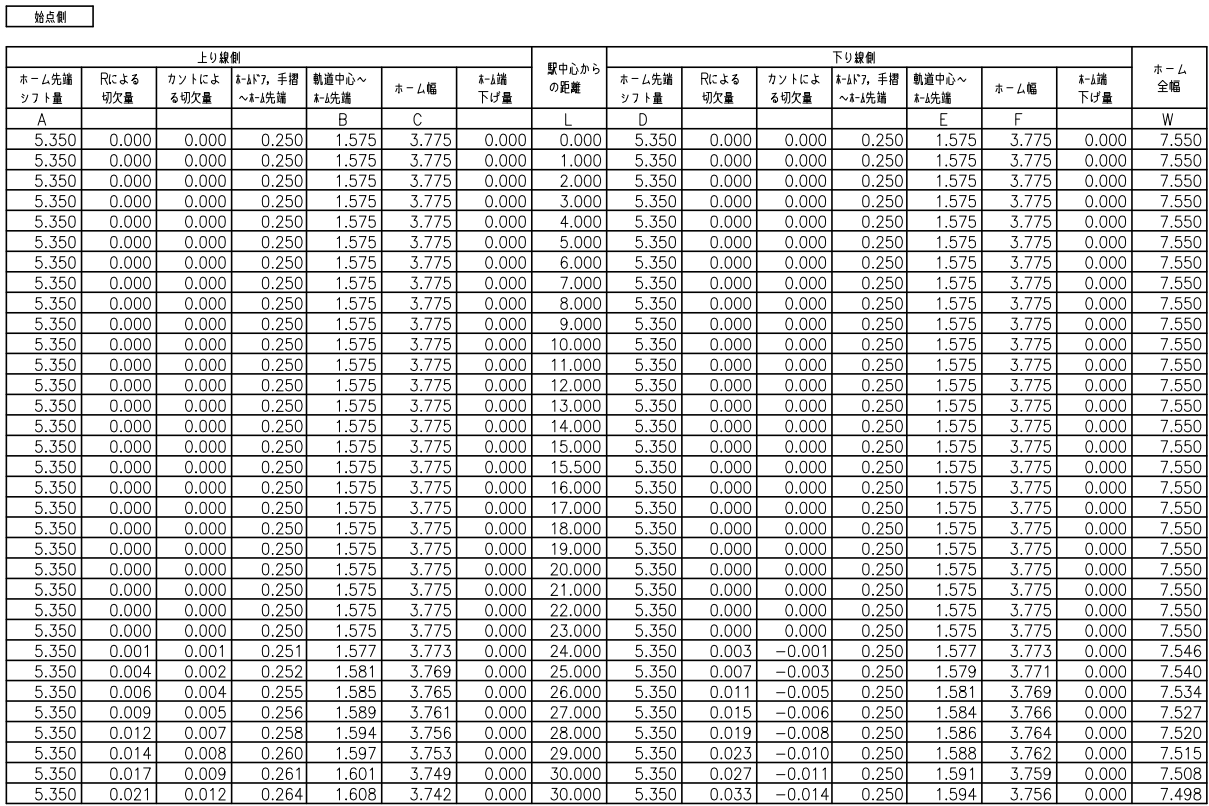 始点側
上り線側 駅中心からの距離 下り線側 ホーム全幅
ホーム先端シフト量 Rによる切欠量 カントによる切欠量 ホームドア，手摺～ホーム先端 軌道中心～ホーム先端 ホーム幅 ホーム端下げ量 ホーム先端シフト量 Rによる切欠量 カントによる切欠量 ホームドア，手摺～ホーム先端 軌道中心～ホーム先端 ホーム幅 ホーム端下げ量
A B C L D E F W
5.350 0.000 0.000 0.250 1.575 3.775 0.000 0.000 5.350 0.000 0.000 0.250 1.575 3.775 0.000 7.550
5.350 0.000 0.000 0.250 1.575 3.775 0.000 1.000 5.350 0.000 0.000 0.250 1.575 3.775 0.000 7.550
5.350 0.000 0.000 0.250 1.575 3.775 0.000 2.000 5.350 0.000 0.000 0.250 1.575 3.775 0.000 7.550
5.350 0.000 0.000 0.250 1.575 3.775 0.000 3.000 5.350 0.000 0.000 0.250 1.575 3.775 0.000 7.550
5.350 0.000 0.000 0.250 1.575 3.775 0.000 4.000 5.350 0.000 0.000 0.250 1.575 3.775 0.000 7.550
5.350 0.000 0.000 0.250 1.575 3.775 0.000 5.000 5.350 0.000 0.000 0.250 1.575 3.775 0.000 7.550
5.350 0.000 0.000 0.250 1.575 3.775 0.000 6.000 5.350 0.000 0.000 0.250 1.575 3.775 0.000 7.550
5.350 0.000 0.000 0.250 1.575 3.775 0.000 7.000 5.350 0.000 0.000 0.250 1.575 3.775 0.000 7.550
5.350 0.000 0.000 0.250 1.575 3.775 0.000 8.000 5.350 0.000 0.000 0.250 1.575 3.775 0.000 7.550
5.350 0.000 0.000 0.250 1.575 3.775 0.000 9.000 5.350 0.000 0.000 0.250 1.575 3.775 0.000 7.550
5.350 0.000 0.000 0.250 1.575 3.775 0.000 10.000 5.350 0.000 0.000 0.250 1.575 3.775 0.000 7.550
5.350 0.000 0.000 0.250 1.575 3.775 0.000 11.000 5.350 0.000 0.000 0.250 1.575 3.775 0.000 7.550
5.350 0.000 0.000 0.250 1.575 3.775 0.000 12.000 5.350 0.000 0.000 0.250 1.575 3.775 0.000 7.550
5.350 0.000 0.000 0.250 1.575 3.775 0.000 13.000 5.350 0.000 0.000 0.250 1.575 3.775 0.000 7.550
5.350 0.000 0.000 0.250 1.575 3.775 0.000 14.000 5.350 0.000 0.000 0.250 1.575 3.775 0.000 7.550
5.350 0.000 0.000 0.250 1.575 3.775 0.000 15.000 5.350 0.000 0.000 0.250 1.575 3.775 0.000 7.550
5.350 0.000 0.000 0.250 1.575 3.775 0.000 15.500 5.350 0.000 0.000 0.250 1.575 3.775 0.000 7.550
5.350 0.000 0.000 0.250 1.575 3.775 0.000 16.000 5.350 0.000 0.000 0.250 1.575 3.775 0.000 7.550
5.350 0.000 0.000 0.250 1.575 3.775 0.000 17.000 5.350 0.000 0.000 0.250 1.575 3.775 0.000 7.550
5.350 0.000 0.000 0.250 1.575 3.775 0.000 18.000 5.350 0.000 0.000 0.250 1.575 3.775 0.000 7.550
5.350 0.000 0.000 0.250 1.575 3.775 0.000 19.000 5.350 0.000 0.000 0.250 1.575 3.775 0.000 7.550
5.350 0.000 0.000 0.250 1.575 3.775 0.000 20.000 5.350 0.000 0.000 0.250 1.575 3.775 0.000 7.550
5.350 0.000 0.000 0.250 1.575 3.775 0.000 21.000 5.350 0.000 0.000 0.250 1.575 3.775 0.000 7.550
5.350 0.000 0.000 0.250 1.575 3.775 0.000 22.000 5.350 0.000 0.000 0.250 1.575 3.775 0.000 7.550
5.350 0.000 0.000 0.250 1.575 3.775 0.000 23.000 5.350 0.000 0.000 0.250 1.575 3.775 0.000 7.550
5.350 0.001 0.001 0.251 1.577 3.773 0.000 24.000 5.350 0.003 −0.001 0.250 1.577 3.773 0.000 7.546
5.350 0.004 0.002 0.252 1.581 3.769 0.000 25.000 5.350 0.007 −0.003 0.250 1.579 3.771 0.000 7.540
5.350 0.006 0.004 0.255 1.585 3.765 0.000 26.000 5.350 0.011 −0.005 0.250 1.581 3.769 0.000 7.534
5.350 0.009 0.005 0.256 1.589 3.761 0.000 27.000 5.350 0.015 −0.006 0.250 1.584 3.766 0.000 7.527
5.350 0.012 0.007 0.258 1.594 3.756 0.000 28.000 5.350 0.019 −0.008 0.250 1.586 3.764 0.000 7.520
5.350 0.014 0.008 0.260 1.597 3.753 0.000 29.000 5.350 0.023 −0.010 0.250 1.588 3.762 0.000 7.515
5.350 0.017 0.009 0.261 1.601 3.749 0.000 30.000 5.350 0.027 −0.011 0.250 1.591 3.759 0.000 7.508
5.350 0.021 0.012 0.264 1.608 3.742 0.000 30.000 5.350 0.033 −0.014 0.250 1.594 3.756 0.000 7.498